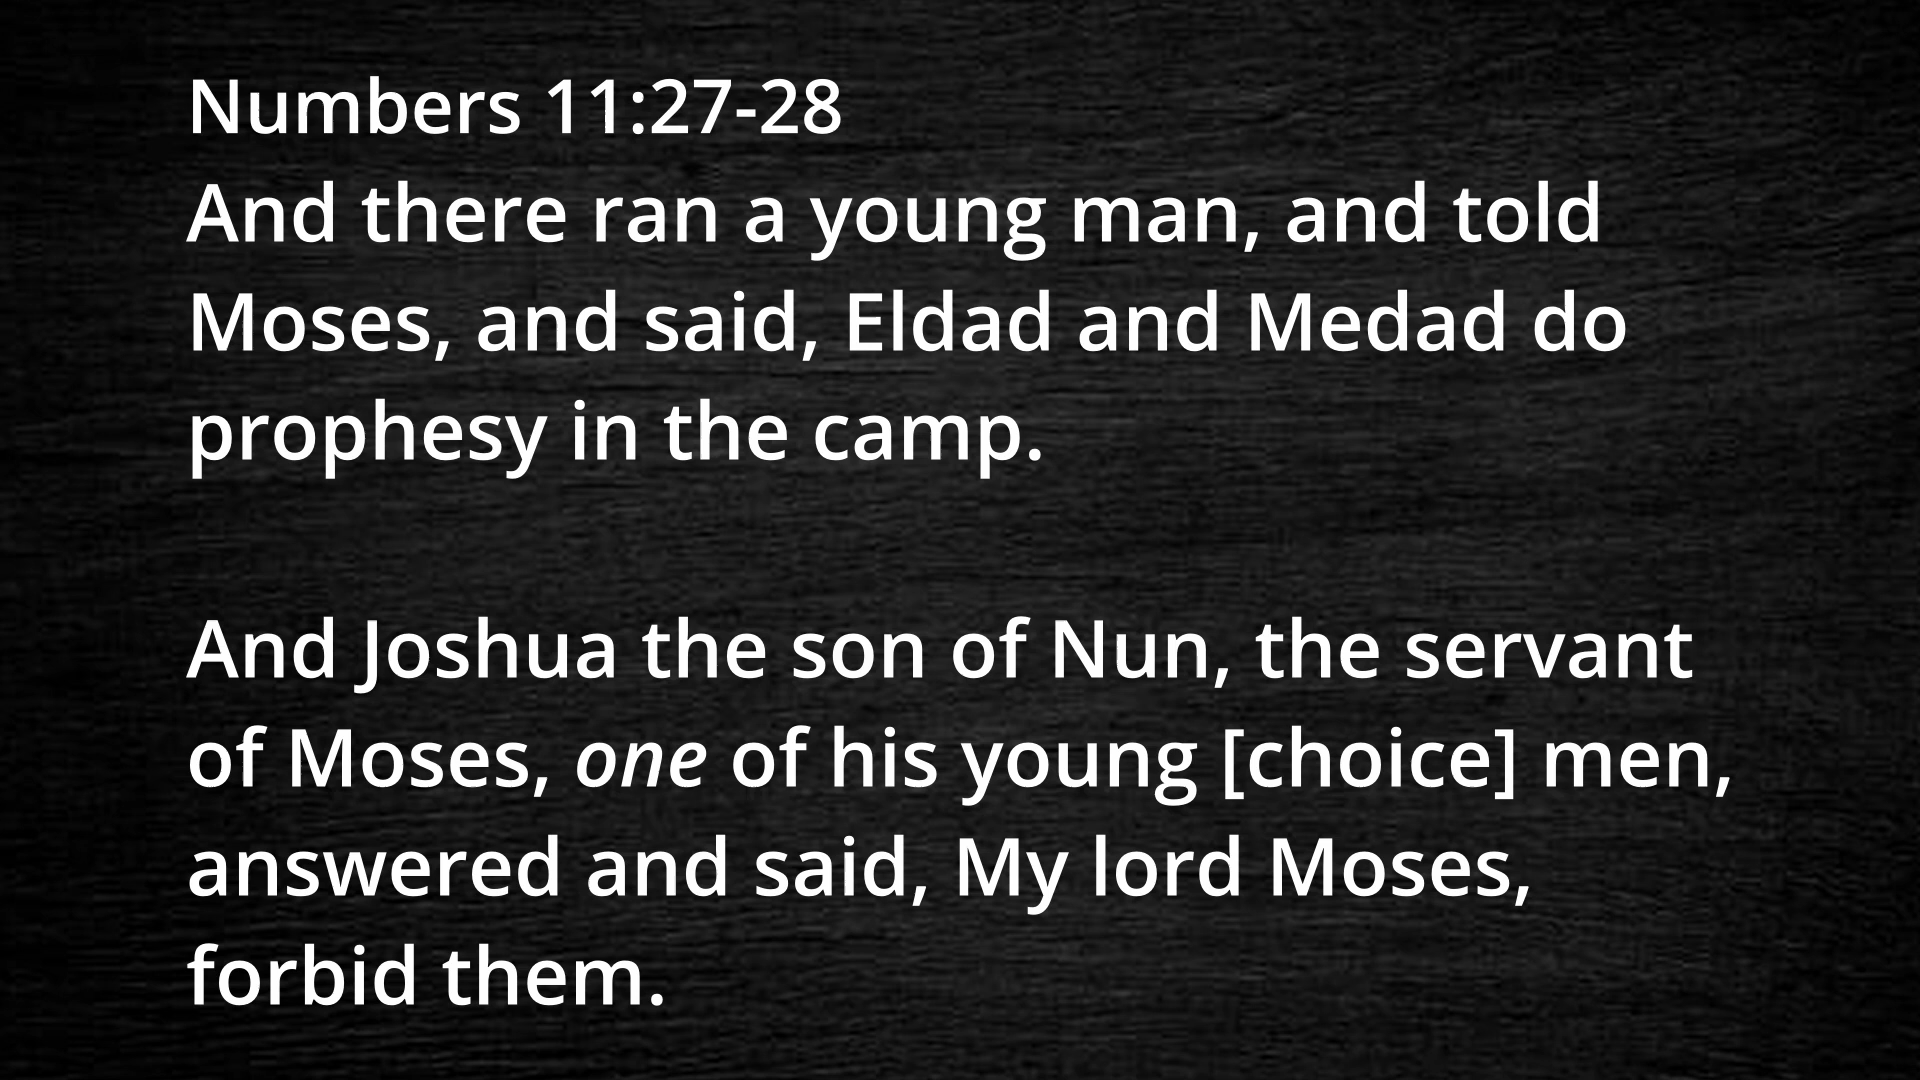 Numbers 11:27-28
And there ran a young man, and told
Moses, and said, Eldad and Medad do
prophesy in the camp.
And Joshua the son of Nun, the servant
of Moses, one of his young [choice] men,
answered and said, My lord Moses,
forbid them.